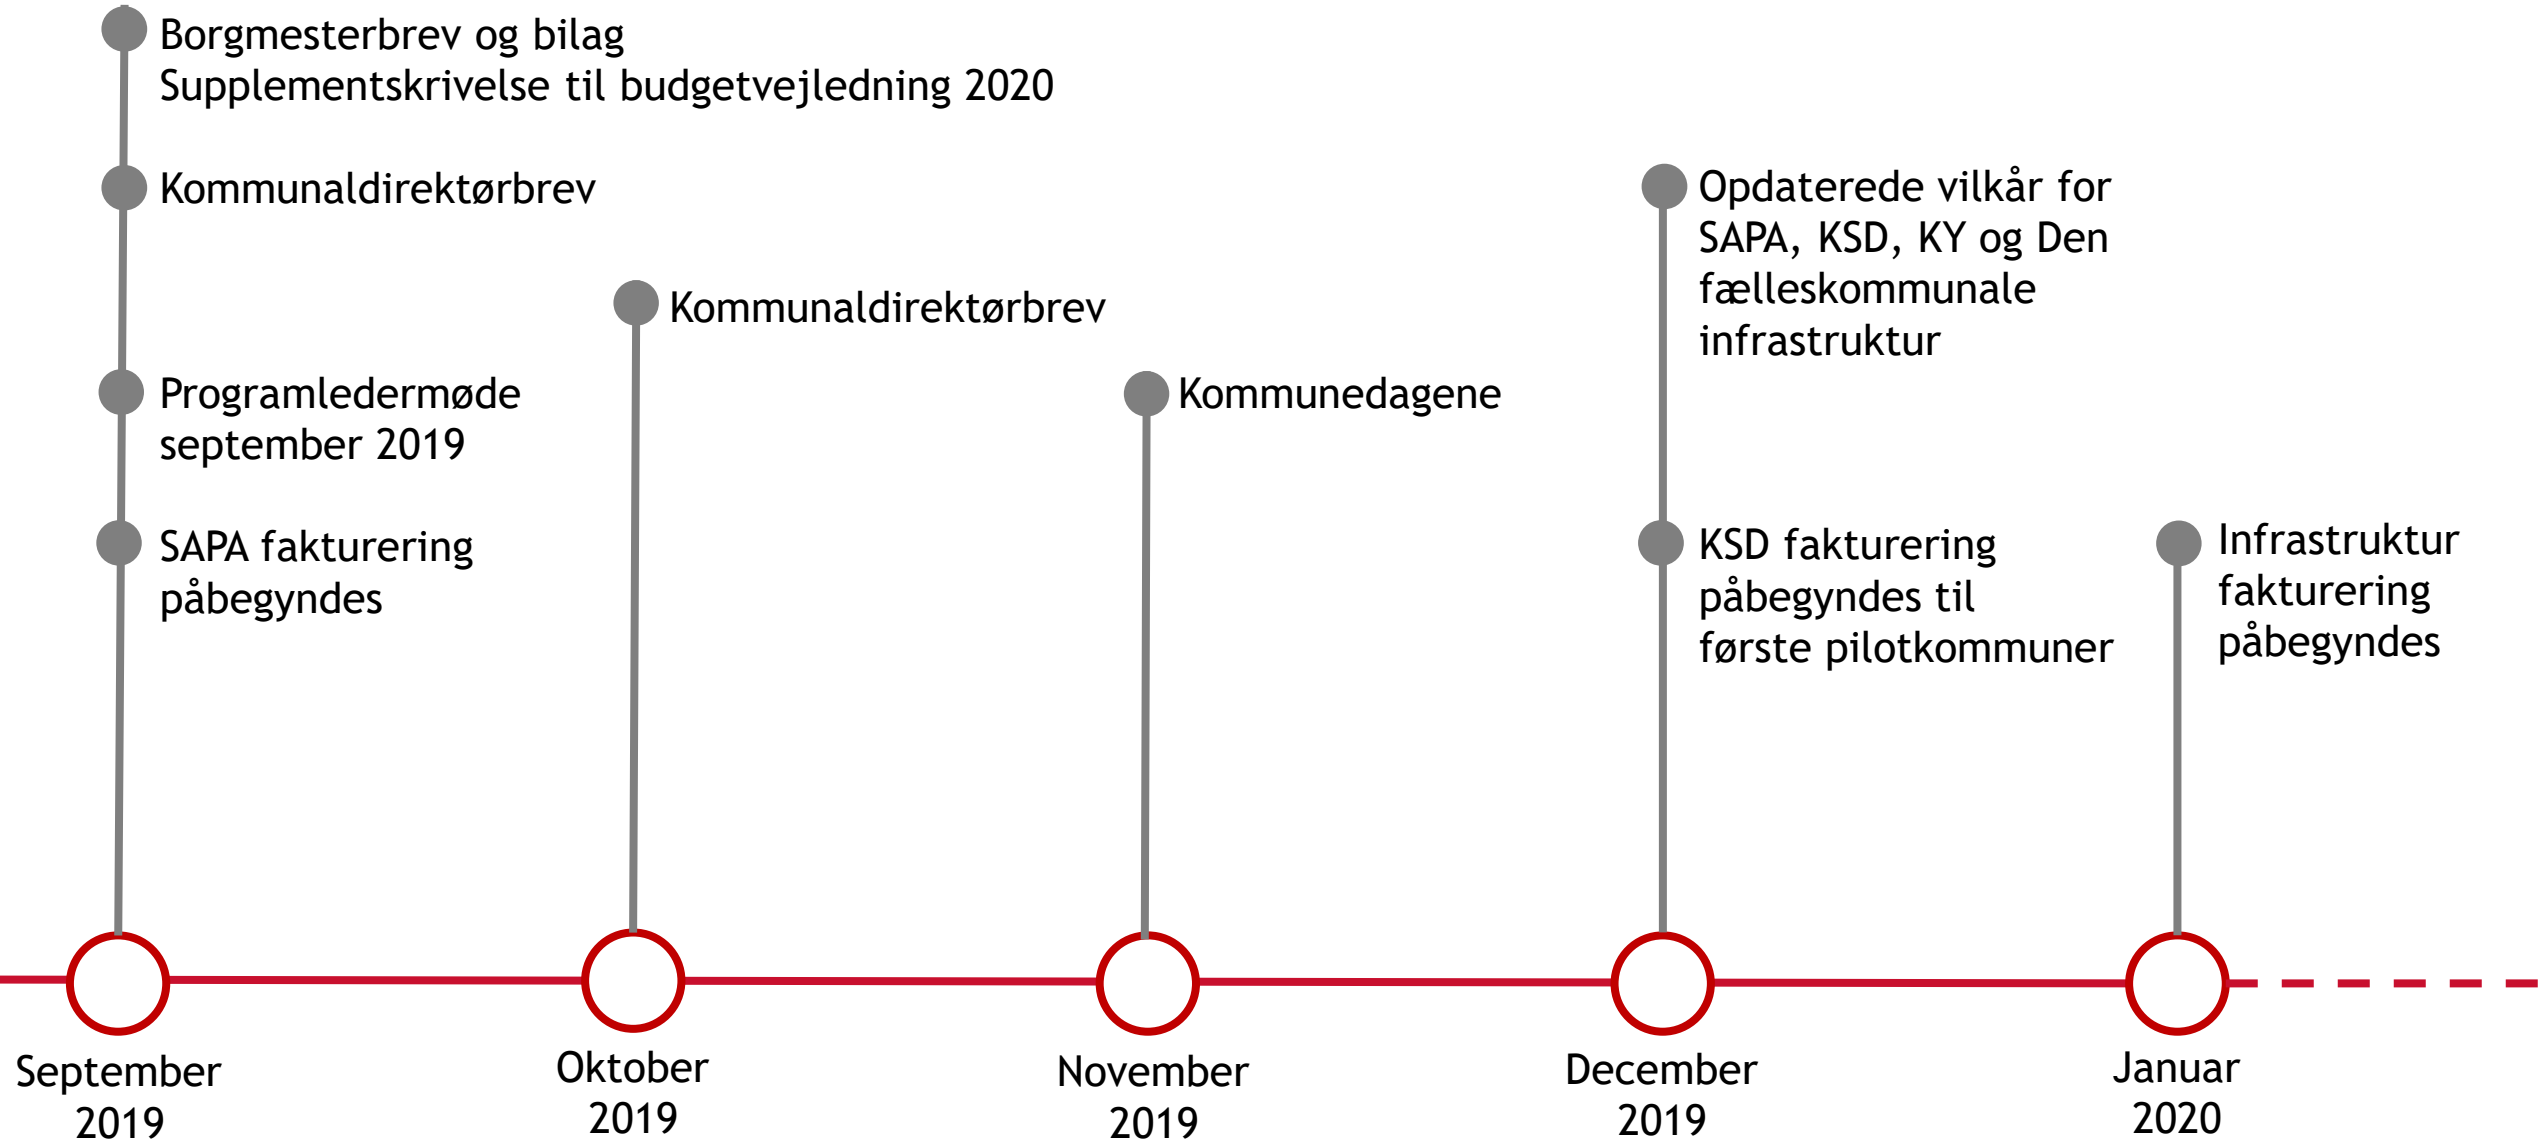 Borgmesterbrev og bilag
Supplementskrivelse til budgetvejledning 2020
Kommunaldirektørbrev
Programledermøde
september 2019
SAPA fakturering
påbegyndes
Kommunaldirektørbrev
Kommunedagene
Opdaterede vilkår for
SAPA, KSD, KY og Den
fælleskommunale
infrastruktur
KSD fakturering
påbegyndes til
første pilotkommuner
Infrastruktur
fakturering
påbegyndes
September
2019
Oktober
2019
November
2019
December
2019
Januar
2020